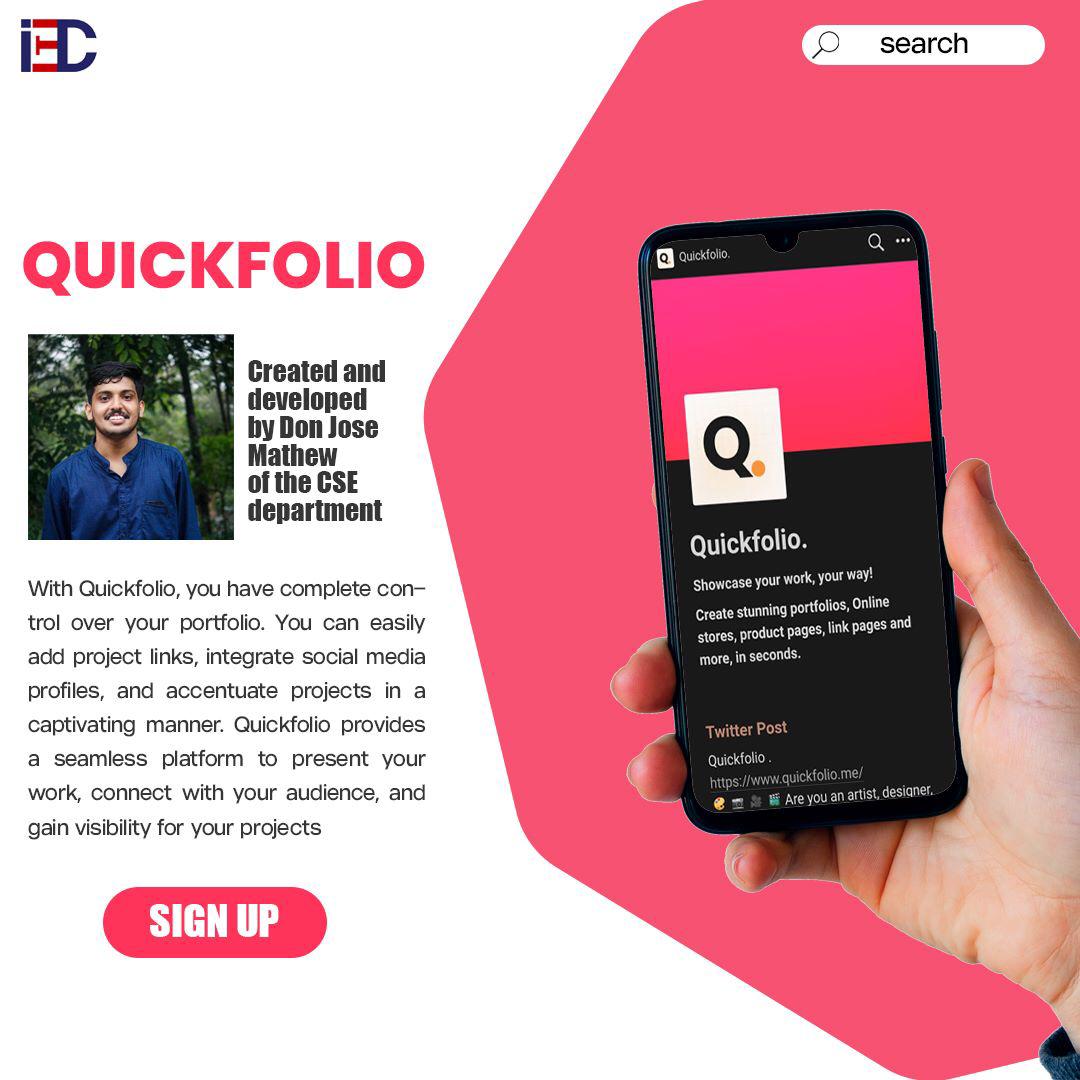 iEDC
search
QUICKFOLIO
Created and
developed
by Don Jose
Mathew
of the CSE
department
With Quickfolio, you have complete con-
trol over your portfolio. You can easily
add project links, integrate social media
profiles, and accentuate projects in a
captivating manner. Quickfolio provides
a seamless platform to present your
work, connect with your audience, and
gain visibility for your projects
SIGN UP
Q. Quickfolio.
Q.
Quickfolio.
Showcase your work, your way!
Create stunning portfolios, Online
stores, product pages, link pages and
more, in seconds.
Twitter Post
Quickfolio .
https://www.quickfolio.me/
🎨 📷 🎥 🎬 Are you an artist, designer,